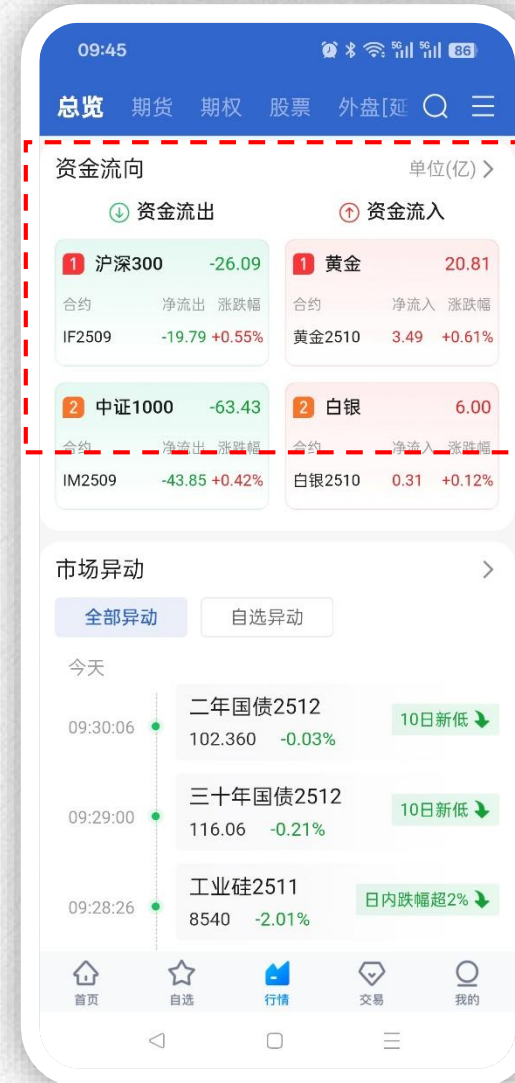 09:45 5G 5G 86
总览 期货 期权 股票 外盘[延
资金流向 单位(亿)
资金流出 资金流入
1 沪深300 -26.09 1 黄金 20.81
合约 净流出 涨跌幅 合约 净流入 涨跌幅
IF2509 -19.79 +0.55% 黄金2510 3.49 +0.61%
2 中证1000 -63.43 2 白银 6.00
合约 净流出 涨跌幅 合约 净流入 涨跌幅
IM2509 -43.85 +0.42% 白银2510 0.31 +0.12%
市场异动
全部异动 自选异动
今天
二年国债2512
09:30:06 102.360 -0.03% 10日新低
三十年国债2512
09:29:00 116.06 -0.21% 10日新低
工业硅2511
09:28:26 8540 -2.01% 日内跌幅超2%
首页 自选 行情 交易 我的